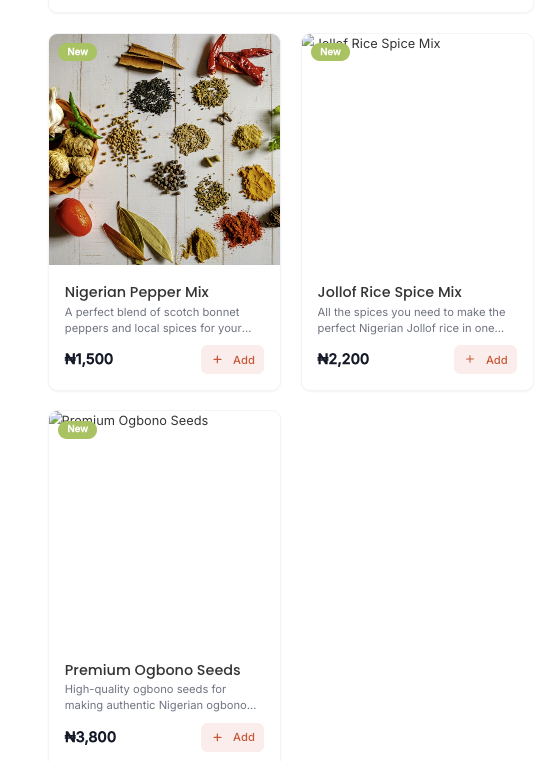 New
Nigerian Pepper Mix
A perfect blend of scotch bonnet
peppers and local spices for your...
₦1,500
+ Add
Jollof Rice Spice Mix
New
Jollof Rice Spice Mix
All the spices you need to make the
perfect Nigerian Jollof rice in one...
₦2,200
+ Add
Premium Ogbono Seeds
New
Premium Ogbono Seeds
High-quality ogbono seeds for
making authentic Nigerian ogbono...
₦3,800
+ Add